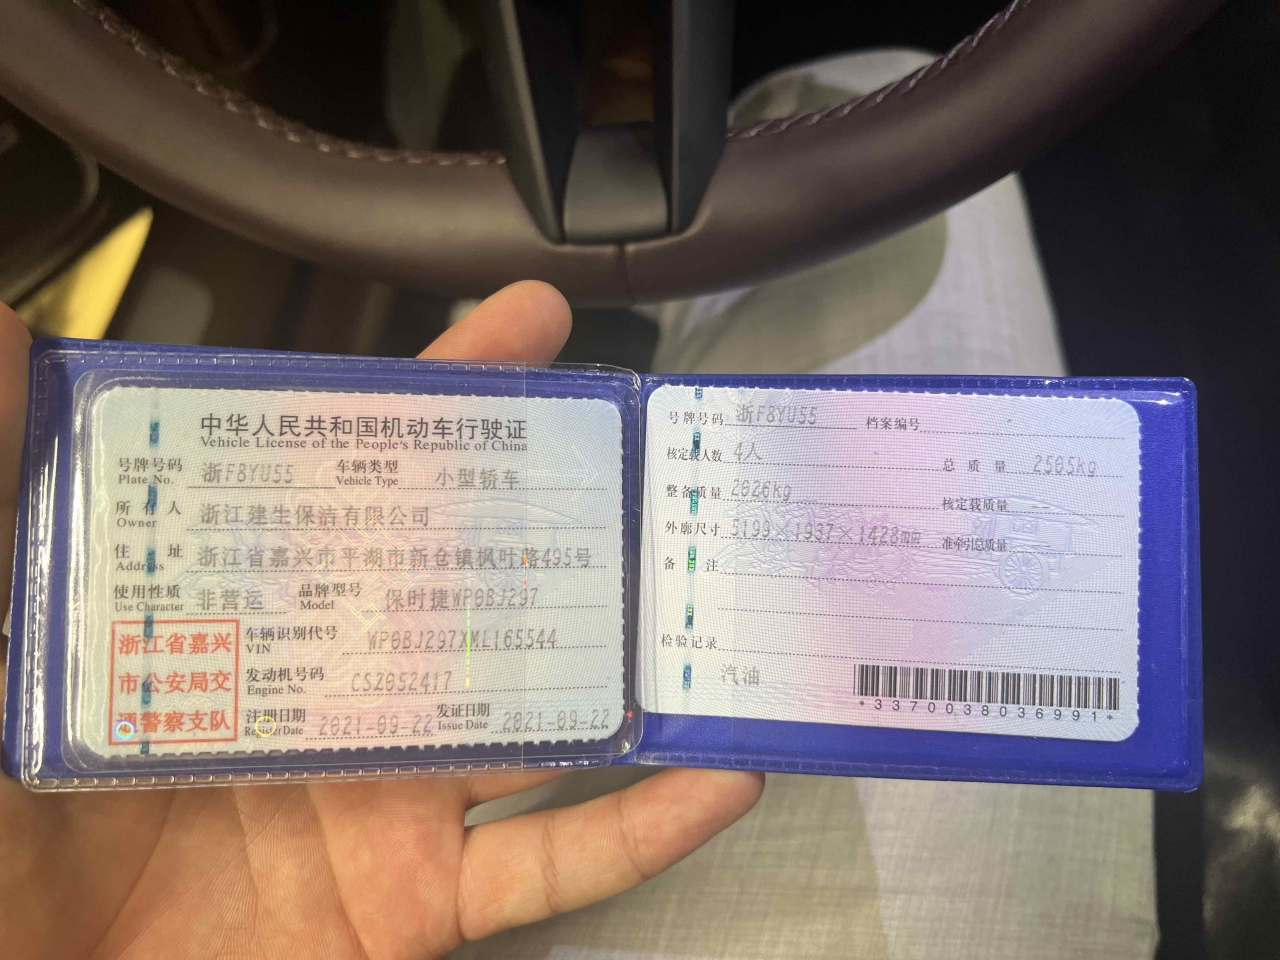 中华人民共和国机动车行驶证
Vehicle License of the People's Republic of China
号牌号码 Plate No. 浙F8YU55 车辆类型 Vehicle Type 小型轿车
所有人 Owner 浙江建生保洁有限公司
住址 Address 浙江省嘉兴市平湖市新仓镇枫叶路495号
使用性质 Use Character 非营运 品牌型号 Model 保时捷WP0BJ297
浙江省嘉兴市公安局交通警察支队
车辆识别代号 VIN WP0BJ297XML165544
发动机号码 Engine No. CSZ052417
注册日期 Register Date 2021-09-22 发证日期 Issue Date 2021-09-22
号牌号码 浙F8YU55 档案编号
核定载人数 4人 总质量 2505kg
整备质量 2026kg 核定载质量 --
外廓尺寸 5199×1937×1428mm 准牵引总质量
备注
检验记录
汽油
*3370038036991*